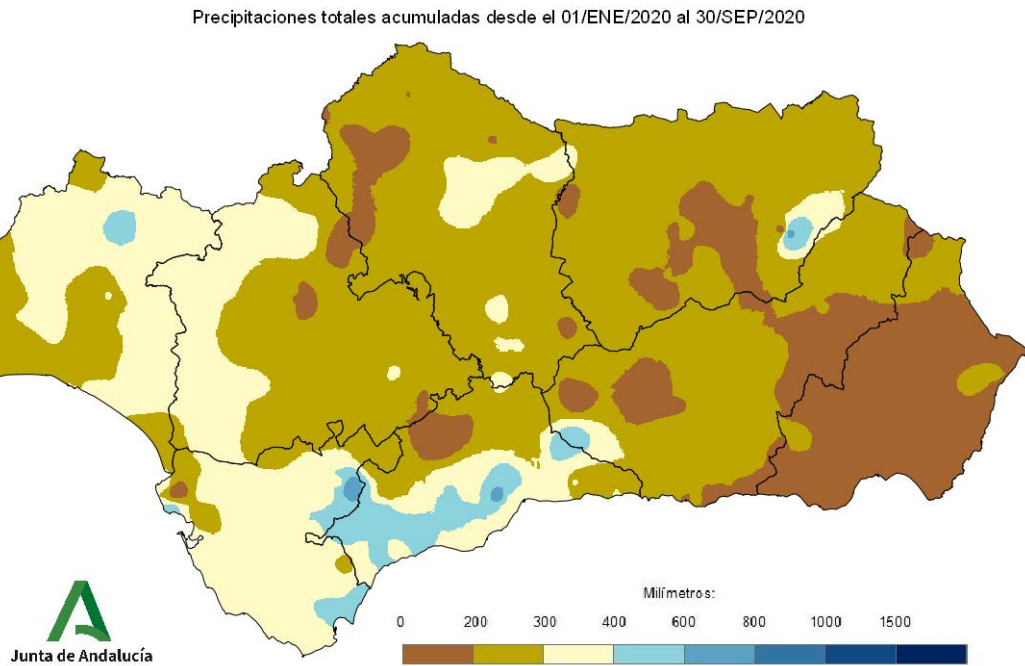 Precipitaciones totales acumuladas desde el 01/ENE/2020 al 30/SEP/2020
Milímetros:
0 200 300 400 600 800 1000 1500
Junta de Andalucía